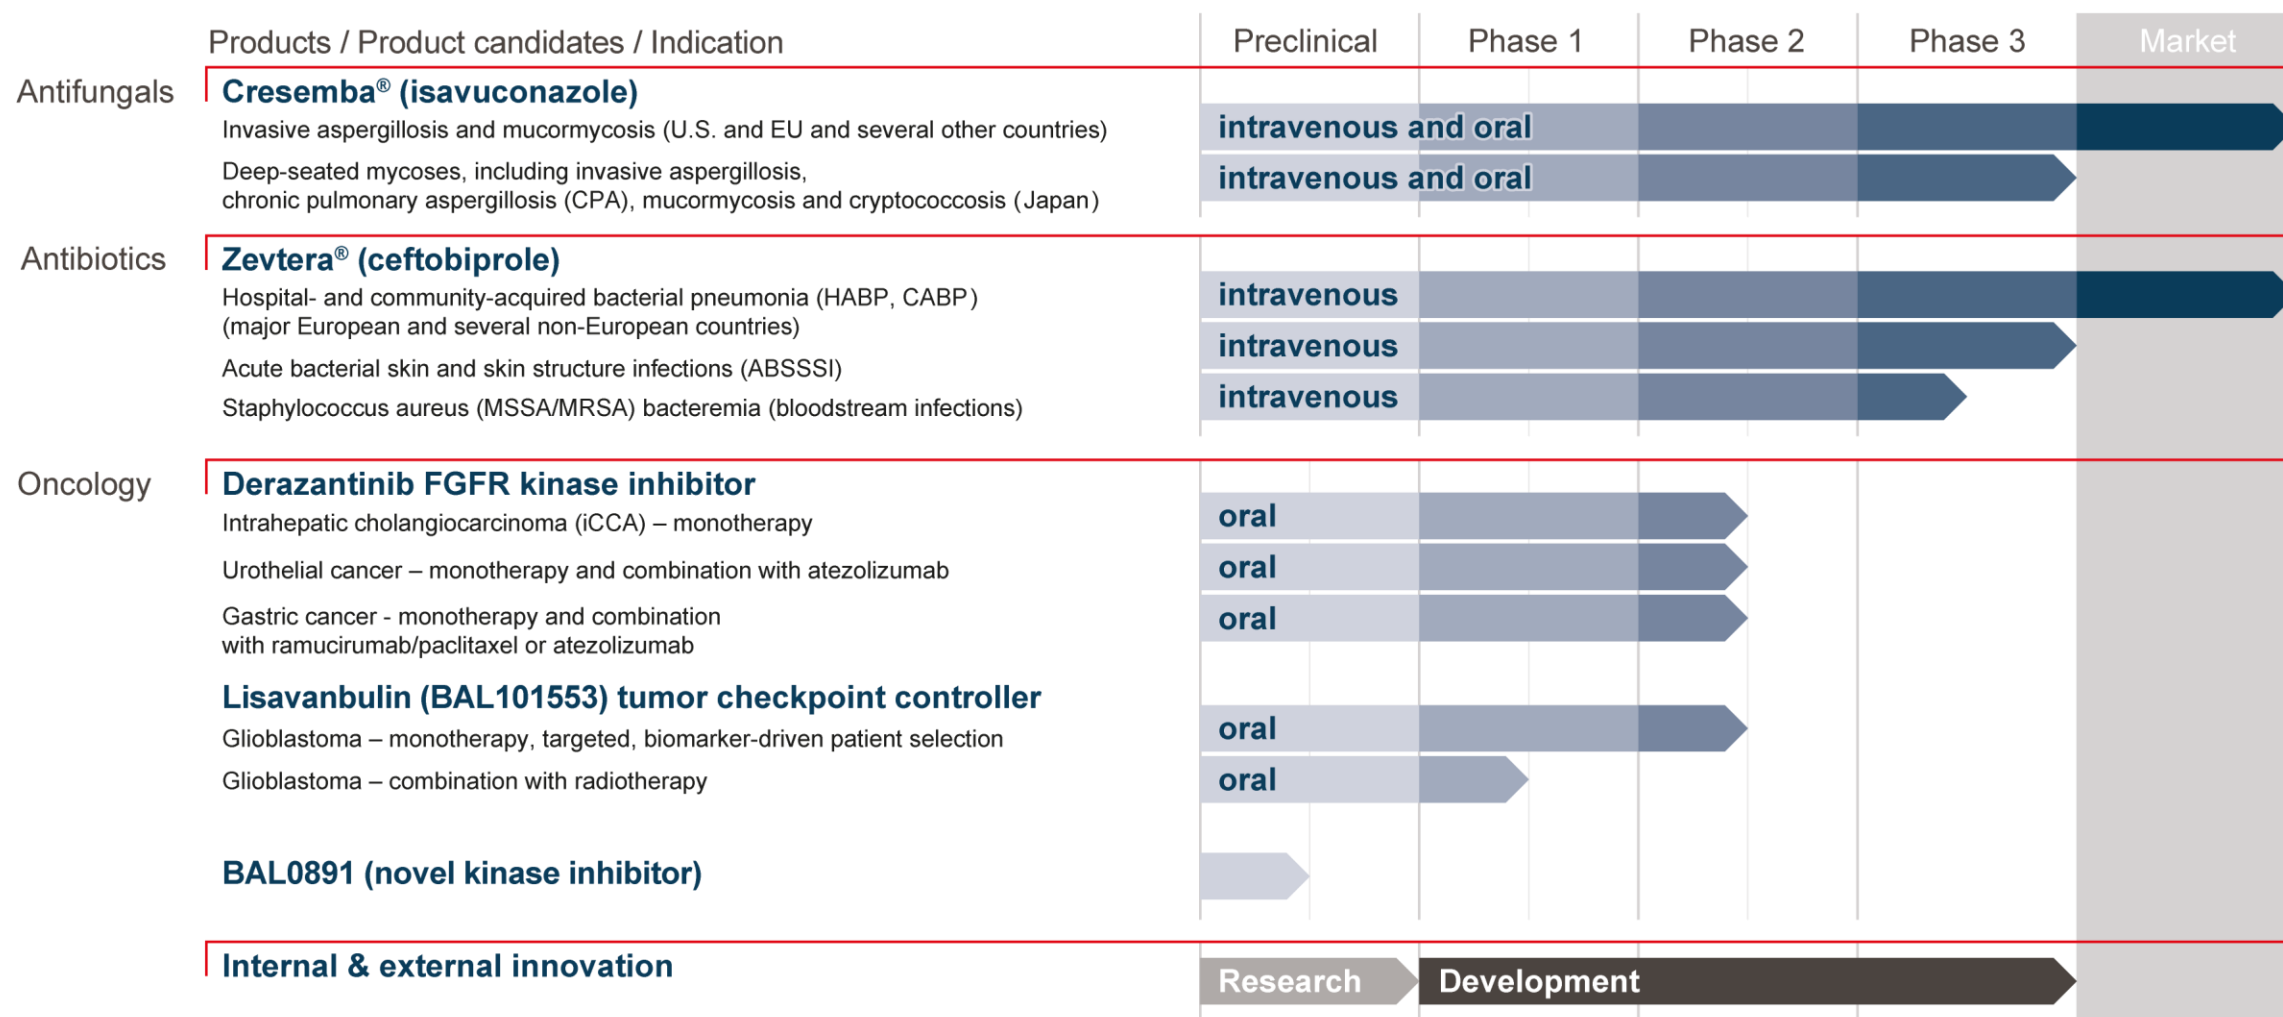 Products / Product candidates / Indication
Preclinical
Phase 1
Phase 2
Phase 3
Market
Antifungals
Cresemba® (isavuconazole)
Invasive aspergillosis and mucormycosis (U.S. and EU and several other countries)
intravenous and oral
Deep-seated mycoses, including invasive aspergillosis,
chronic pulmonary aspergillosis (CPA), mucormycosis and cryptococcosis (Japan)
intravenous and oral
Antibiotics
Zevtera® (ceftobiprole)
Hospital- and community-acquired bacterial pneumonia (HABP, CABP)
(major European and several non-European countries)
intravenous
Acute bacterial skin and skin structure infections (ABSSSI)
intravenous
Staphylococcus aureus (MSSA/MRSA) bacteremia (bloodstream infections)
intravenous
Oncology
Derazantinib FGFR kinase inhibitor
Intrahepatic cholangiocarcinoma (iCCA) – monotherapy
oral
Urothelial cancer – monotherapy and combination with atezolizumab
oral
Gastric cancer - monotherapy and combination
with ramucirumab/paclitaxel or atezolizumab
oral
Lisavanbulin (BAL101553) tumor checkpoint controller
Glioblastoma – monotherapy, targeted, biomarker-driven patient selection
oral
Glioblastoma – combination with radiotherapy
oral
BAL0891 (novel kinase inhibitor)
Internal & external innovation
Research
Development